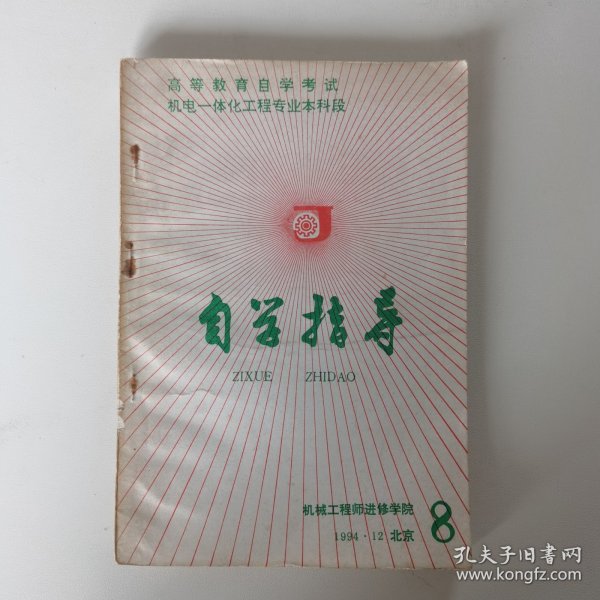 高等教育自学考试
机电一体化工程专业本科段
自学指导
ZIXUE ZHIDAO
机械工程师进修学院
1994·12 北京
8
孔夫子旧书网
www.kongfz.com